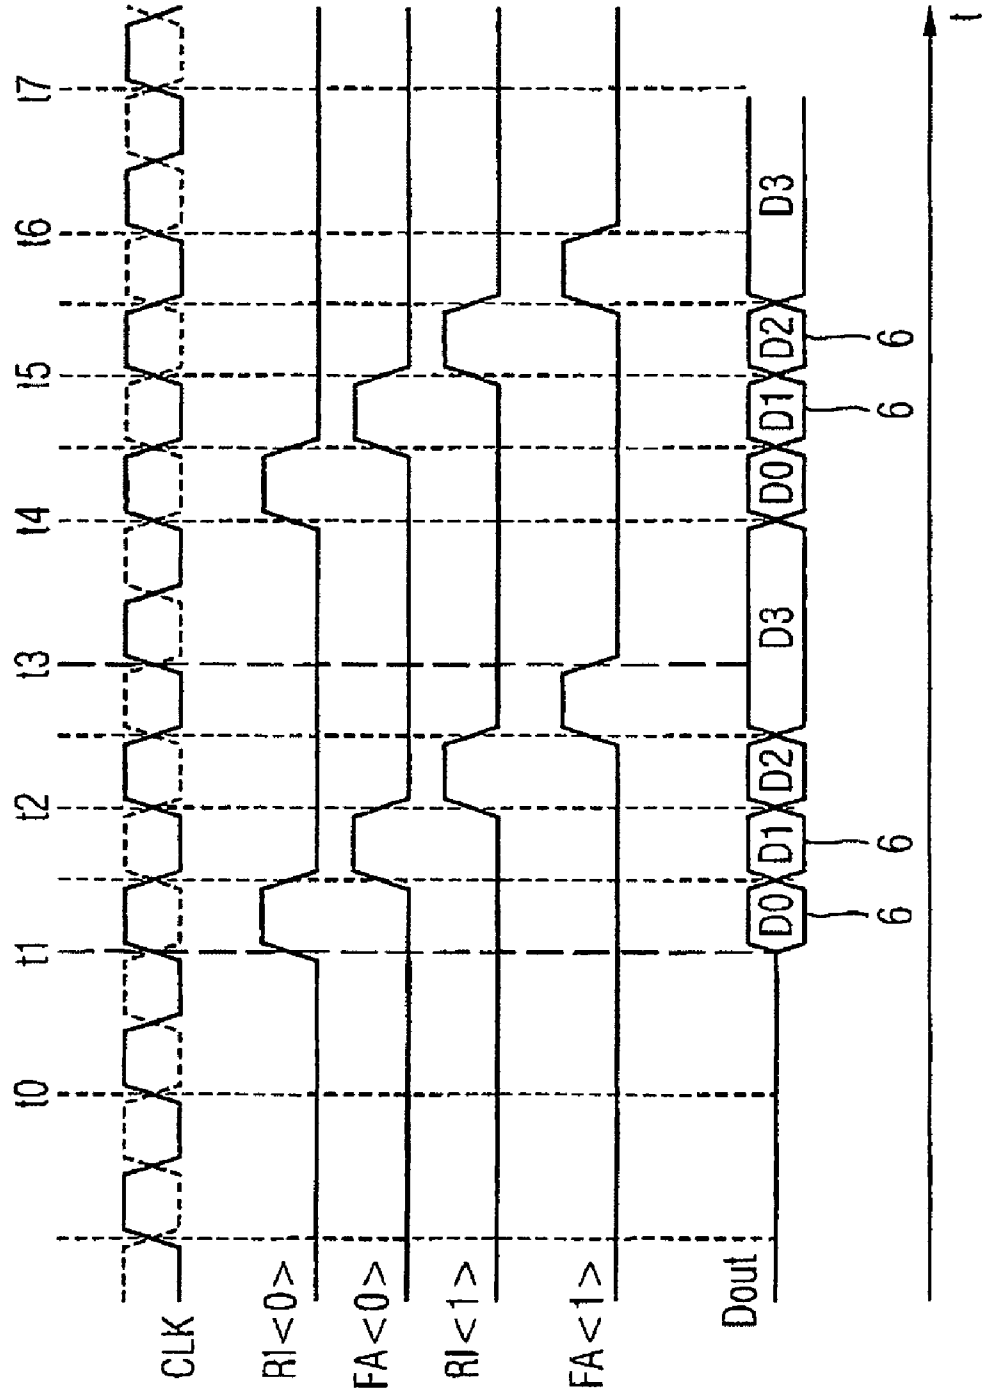 t0 t1 t2 t3 t4 t5 t6 t7
CLK
RI<0>
FA<0>
RI<1>
FA<1>
Dout D0 D1 D2 D3 D0 D1 D2 D3
6 6 6 6
t